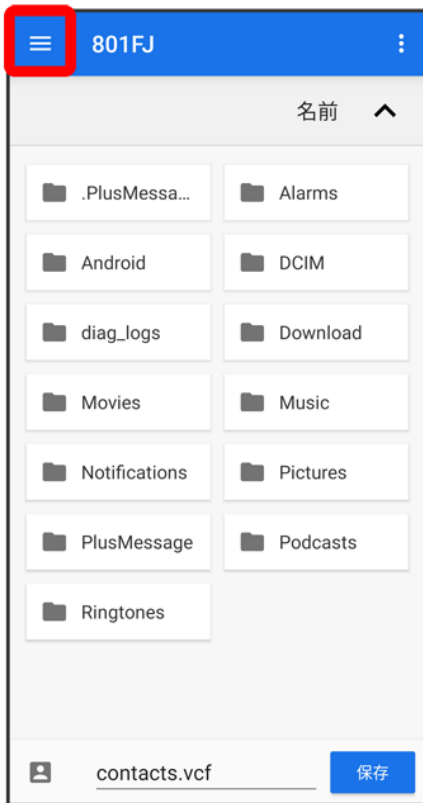 801FJ
名前
.PlusMessa...
Alarms
Android
DCIM
diag_logs
Download
Movies
Music
Notifications
Pictures
PlusMessage
Podcasts
Ringtones
contacts.vcf
保存